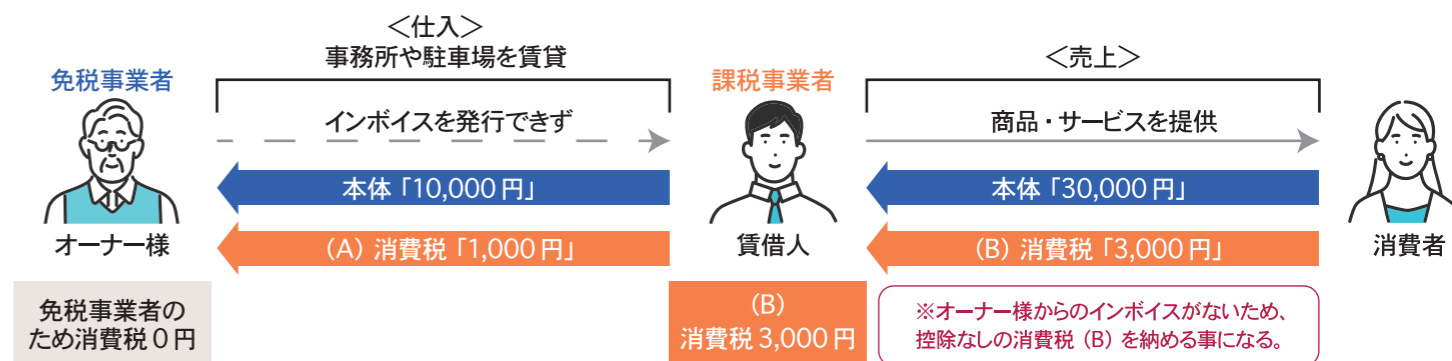 ＜仕入＞
事務所や駐車場を賃貸
＜売上＞
免税事業者
課税事業者
インボイスを発行できず
商品・サービスを提供
本体「10,000円」
本体「30,000円」
オーナー様
（A）消費税「1,000円」
賃借人
（B）消費税「3,000円」
消費者
免税事業者の
ため消費税0円
（B）
消費税3,000円
※オーナー様からのインボイスがないため、
控除なしの消費税（B）を納める事になる。